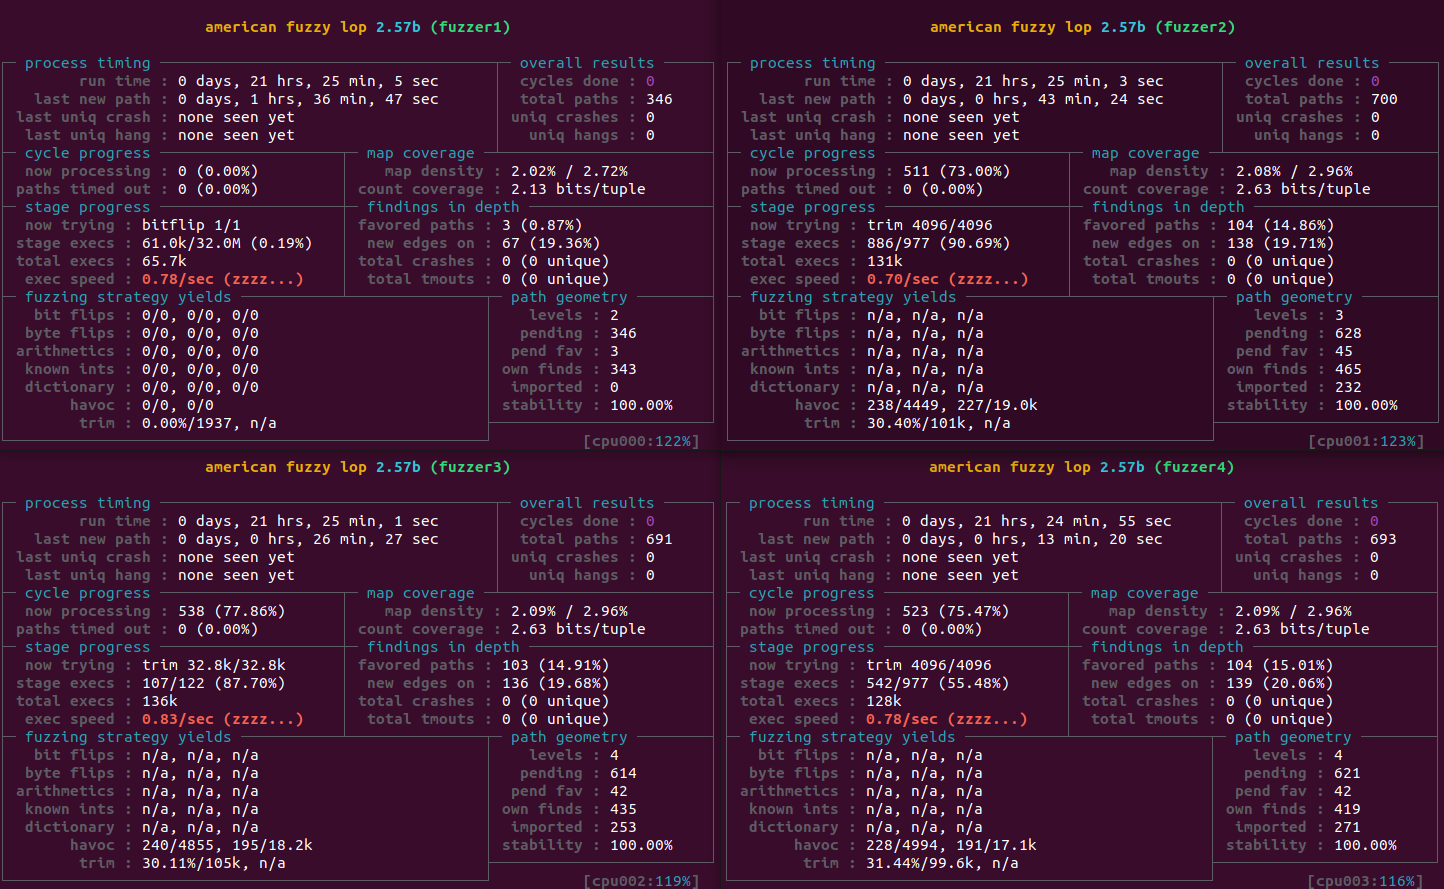 american fuzzy lop 2.57b (fuzzer1)
process timing
overall results
run time : 0 days, 21 hrs, 25 min, 5 sec
cycles done : 0
last new path : 0 days, 1 hrs, 36 min, 47 sec
total paths : 346
last uniq crash : none seen yet
uniq crashes : 0
last uniq hang : none seen yet
uniq hangs : 0
cycle progress
map coverage
now processing : 0 (0.00%)
map density : 2.02% / 2.72%
paths timed out : 0 (0.00%)
count coverage : 2.13 bits/tuple
stage progress
findings in depth
now trying : bitflip 1/1
favored paths : 3 (0.87%)
stage execs : 61.0k/32.0M (0.19%)
new edges on : 67 (19.36%)
total execs : 65.7k
total crashes : 0 (0 unique)
exec speed : 0.78/sec (zzzz...)
total tmouts : 0 (0 unique)
fuzzing strategy yields
path geometry
bit flips : 0/0, 0/0, 0/0
levels : 2
byte flips : 0/0, 0/0, 0/0
pending : 346
arithmetics : 0/0, 0/0, 0/0
pend fav : 3
known ints : 0/0, 0/0, 0/0
own finds : 343
dictionary : 0/0, 0/0, 0/0
imported : 0
havoc : 0/0, 0/0
stability : 100.00%
trim : 0.00%/1937, n/a
[cpu000:122%]
american fuzzy lop 2.57b (fuzzer2)
process timing
overall results
run time : 0 days, 21 hrs, 25 min, 3 sec
cycles done : 0
last new path : 0 days, 0 hrs, 43 min, 24 sec
total paths : 700
last uniq crash : none seen yet
uniq crashes : 0
last uniq hang : none seen yet
uniq hangs : 0
cycle progress
map coverage
now processing : 511 (73.00%)
map density : 2.08% / 2.96%
paths timed out : 0 (0.00%)
count coverage : 2.63 bits/tuple
stage progress
findings in depth
now trying : trim 4096/4096
favored paths : 104 (14.86%)
stage execs : 886/977 (90.69%)
new edges on : 138 (19.71%)
total execs : 131k
total crashes : 0 (0 unique)
exec speed : 0.70/sec (zzzz...)
total tmouts : 0 (0 unique)
fuzzing strategy yields
path geometry
bit flips : n/a, n/a, n/a
levels : 3
byte flips : n/a, n/a, n/a
pending : 628
arithmetics : n/a, n/a, n/a
pend fav : 45
known ints : n/a, n/a, n/a
own finds : 465
dictionary : n/a, n/a, n/a
imported : 232
havoc : 238/4449, 227/19.0k
stability : 100.00%
trim : 30.40%/101k, n/a
[cpu001:123%]
american fuzzy lop 2.57b (fuzzer3)
process timing
overall results
run time : 0 days, 21 hrs, 25 min, 1 sec
cycles done : 0
last new path : 0 days, 0 hrs, 26 min, 27 sec
total paths : 691
last uniq crash : none seen yet
uniq crashes : 0
last uniq hang : none seen yet
uniq hangs : 0
cycle progress
map coverage
now processing : 538 (77.86%)
map density : 2.09% / 2.96%
paths timed out : 0 (0.00%)
count coverage : 2.63 bits/tuple
stage progress
findings in depth
now trying : trim 32.8k/32.8k
favored paths : 103 (14.91%)
stage execs : 107/122 (87.70%)
new edges on : 136 (19.68%)
total execs : 136k
total crashes : 0 (0 unique)
exec speed : 0.83/sec (zzzz...)
total tmouts : 0 (0 unique)
fuzzing strategy yields
path geometry
bit flips : n/a, n/a, n/a
levels : 4
byte flips : n/a, n/a, n/a
pending : 614
arithmetics : n/a, n/a, n/a
pend fav : 42
known ints : n/a, n/a, n/a
own finds : 435
dictionary : n/a, n/a, n/a
imported : 253
havoc : 240/4855, 195/18.2k
stability : 100.00%
trim : 30.11%/105k, n/a
[cpu002:119%]
american fuzzy lop 2.57b (fuzzer4)
process timing
overall results
run time : 0 days, 21 hrs, 24 min, 55 sec
cycles done : 0
last new path : 0 days, 0 hrs, 13 min, 20 sec
total paths : 693
last uniq crash : none seen yet
uniq crashes : 0
last uniq hang : none seen yet
uniq hangs : 0
cycle progress
map coverage
now processing : 523 (75.47%)
map density : 2.09% / 2.96%
paths timed out : 0 (0.00%)
count coverage : 2.63 bits/tuple
stage progress
findings in depth
now trying : trim 4096/4096
favored paths : 104 (15.01%)
stage execs : 542/977 (55.48%)
new edges on : 139 (20.06%)
total execs : 128k
total crashes : 0 (0 unique)
exec speed : 0.78/sec (zzzz...)
total tmouts : 0 (0 unique)
fuzzing strategy yields
path geometry
bit flips : n/a, n/a, n/a
levels : 4
byte flips : n/a, n/a, n/a
pending : 621
arithmetics : n/a, n/a, n/a
pend fav : 42
known ints : n/a, n/a, n/a
own finds : 419
dictionary : n/a, n/a, n/a
imported : 271
havoc : 228/4994, 191/17.1k
stability : 100.00%
trim : 31.44%/99.6k, n/a
[cpu003:116%]